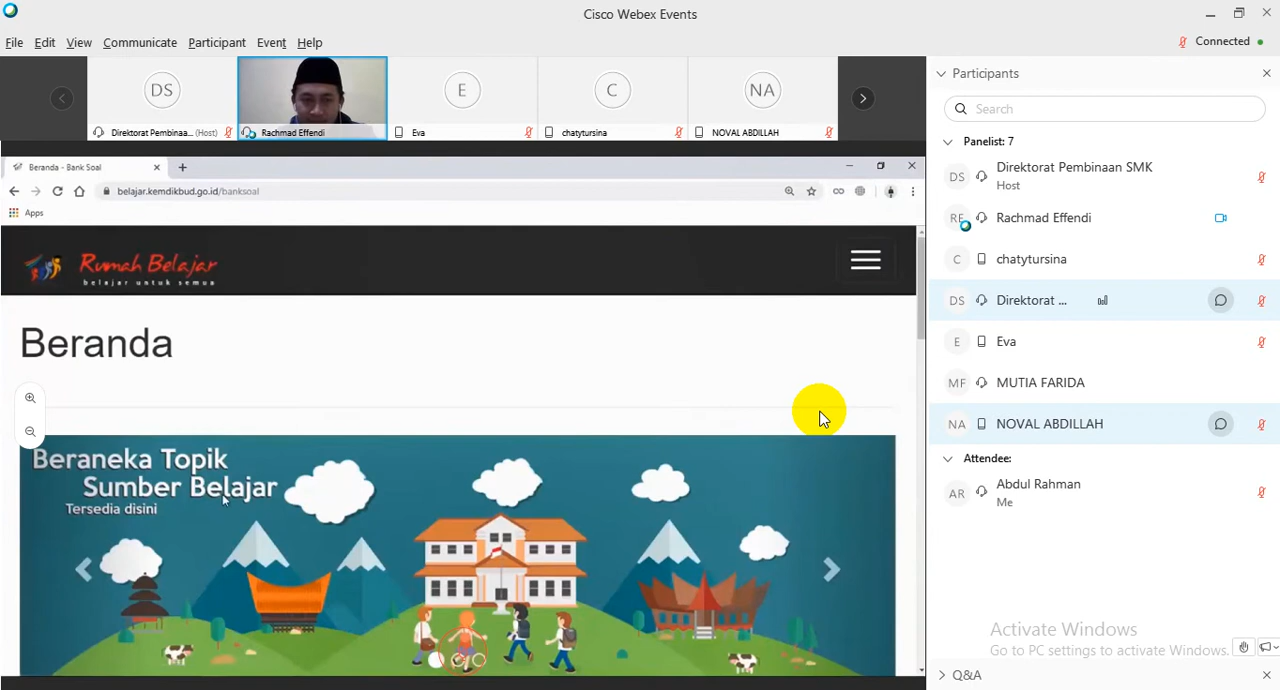 Cisco Webex Events
File Edit View Communicate Participant Event Help
Connected
DS
E
C
NA
Direktorat Pembinaa... (Host)
Rachmad Effendi
Eva
chatytursina
NOVAL ABDILLAH
Beranda - Bank Soal
belajar.kemdikbud.go.id/banksoal
Apps
Rumah Belajar
belajar untuk semua
Beranda
Beraneka Topik
Sumber Belajar
Tersedia disini
Participants
Search
Panelist: 7
DS Direktorat Pembinaan SMK
Host
RE Rachmad Effendi
C chatytursina
DS Direktorat ...
E Eva
MF MUTIA FARIDA
NA NOVAL ABDILLAH
Attendee:
AR Abdul Rahman
Me
Activate Windows
Go to PC settings to activate Windows.
Q&A